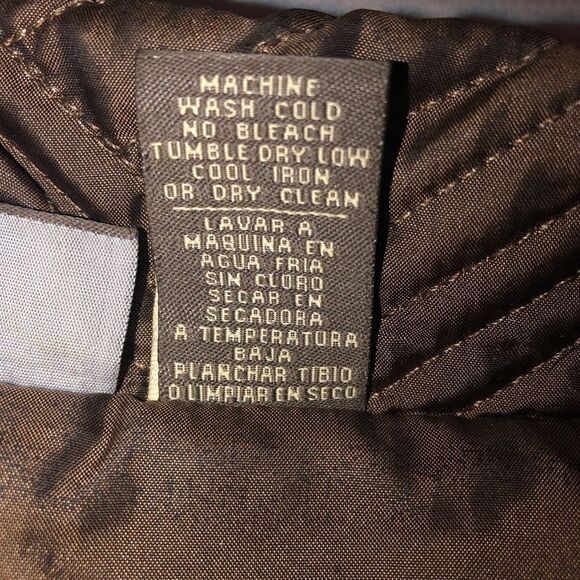 MACHINE
WASH COLD
NO BLEACH
TUMBLE DRY LOW
COOL IRON
OR DRY CLEAN
LAVAR A
MAQUINA EN
AGUA FRIA
SIN CLORO
SECAR EN
SECADORA
A TEMPERATURA
BAJA
PLANCHAR TIBIO
O LIMPIAR EN SECO